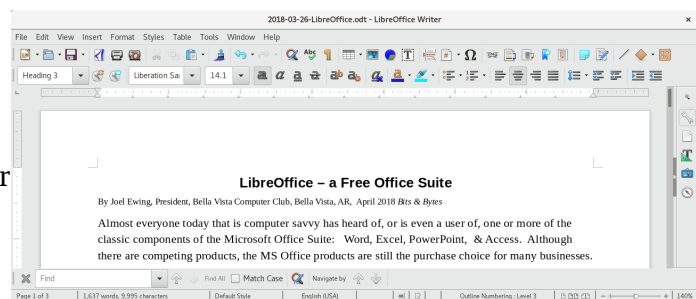 2018-03-26-LibreOffice.odt - LibreOffice Writer
File Edit View Insert Format Styles Table Tools Window Help
Heading 3 Liberation Sai 14.1
r
LibreOffice – a Free Office Suite
By Joel Ewing, President, Bella Vista Computer Club, Bella Vista, AR, April 2018 Bits & Bytes
Almost everyone today that is computer savvy has heard of, or is even a user of, one or more of the
classic components of the Microsoft Office Suite: Word, Excel, PowerPoint, & Access. Although
there are competing products, the MS Office products are still the purchase choice for many businesses.
Find Find All Match Case Navigate by
Page 1 of 3 1,637 words, 9,995 characters Default Style English (USA) Outline Numbering : Level 3 140%